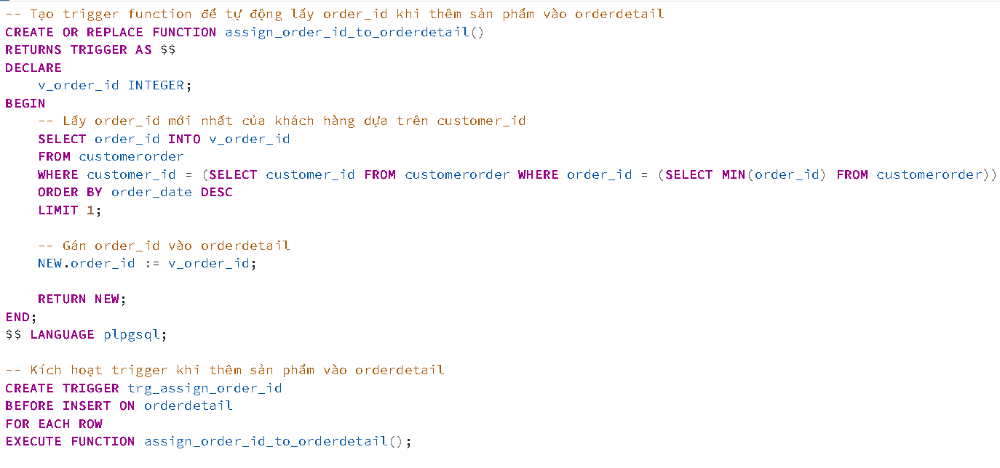 -- Tạo trigger function để tự động lấy order_id khi thêm sản phẩm vào orderdetail
CREATE OR REPLACE FUNCTION assign_order_id_to_orderdetail()
RETURNS TRIGGER AS $$
DECLARE
    v_order_id INTEGER;
BEGIN
    -- Lấy order_id mới nhất của khách hàng dựa trên customer_id
    SELECT order_id INTO v_order_id
    FROM customerorder
    WHERE customer_id = (SELECT customer_id FROM customerorder WHERE order_id = (SELECT MIN(order_id) FROM customerorder))
    ORDER BY order_date DESC
    LIMIT 1;

    -- Gán order_id vào orderdetail
    NEW.order_id := v_order_id;

    RETURN NEW;
END;
$$ LANGUAGE plpgsql;

-- Kích hoạt trigger khi thêm sản phẩm vào orderdetail
CREATE TRIGGER trg_assign_order_id
BEFORE INSERT ON orderdetail
FOR EACH ROW
EXECUTE FUNCTION assign_order_id_to_orderdetail();